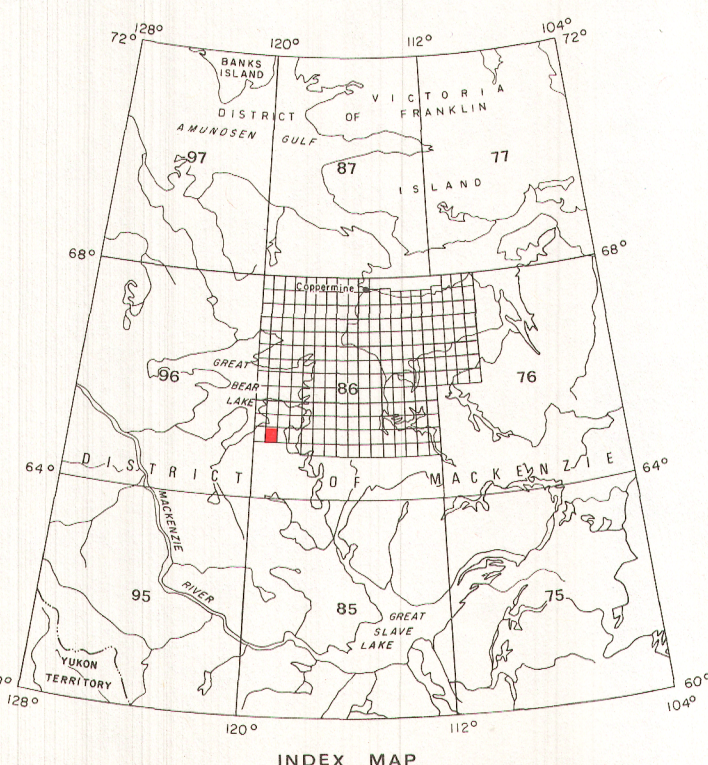 128°
72°
120°
112°
104°
72°
BANKS
ISLAND
VICTORIA
DISTRICT OF FRANKLIN
AMUNDSEN GULF
97
87
77
ISLAND
68°
68°
Coppermine
GREAT
96
BEAR
86
76
LAKE
64°
DISTRICT OF MACKENZIE
64°
MACKENZIE
RIVER
95
85
75
GREAT
SLAVE
LAKE
YUKON
TERRITORY
0°
128°
60°
104°
120°
112°
INDEX MAP